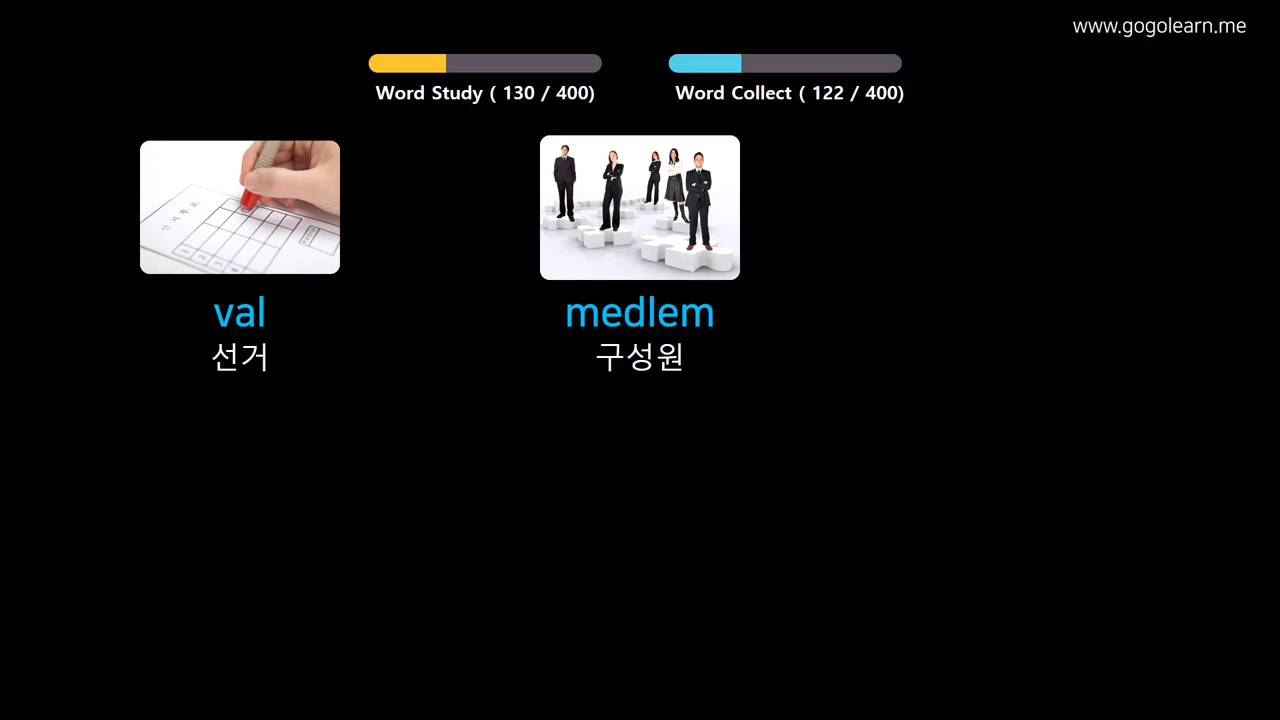 www.gogolearn.me
Word Study ( 130 / 400)
Word Collect ( 122 / 400)
val
선거
medlem
구성원